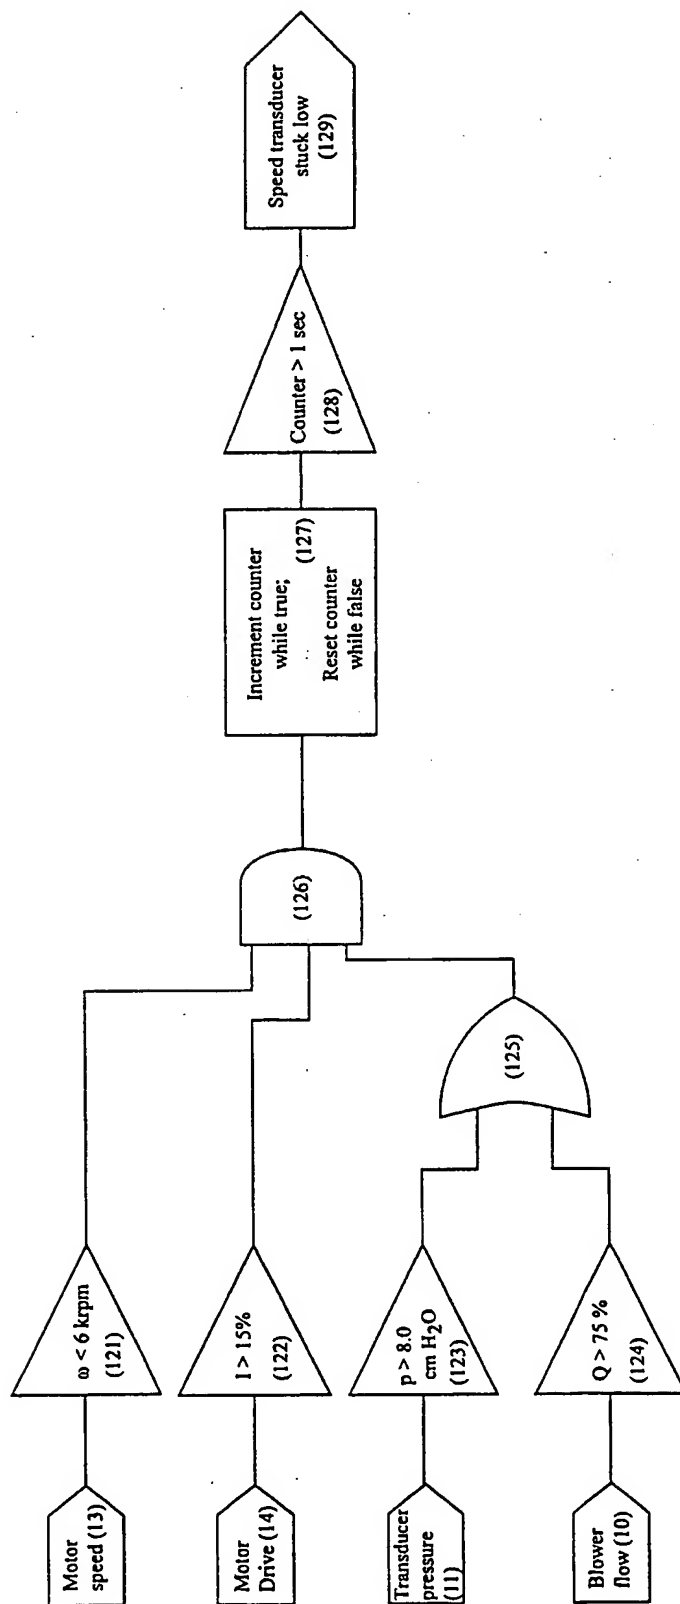 Motor
speed (13)
ω < 6 krpm
(121)
Motor
Drive (14)
I > 15%
(122)
Transducer
pressure
(11)
p > 8.0
cm H₂O
(123)
Blower
flow (10)
Q > 75 %
(124)
(125)
(126)
Increment counter
while true;
(127)
Reset counter
while false
Counter > 1 sec
(128)
Speed transducer
stuck low
(129)